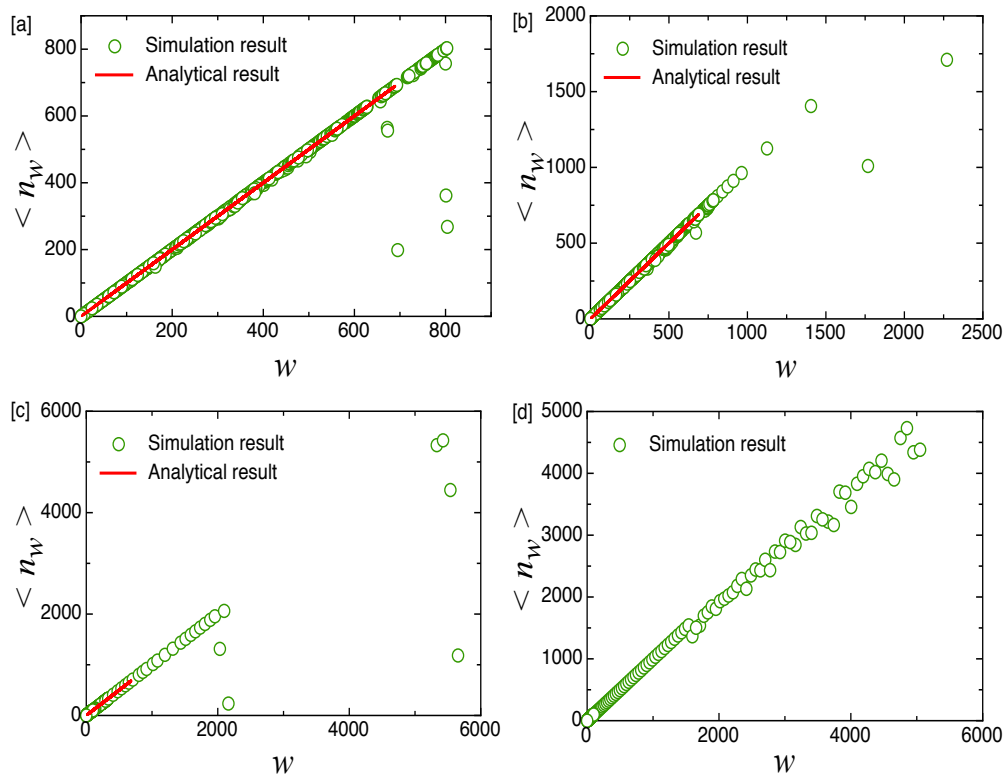 [a]
Simulation result
Analytical result
800
600
400
200
0
< n_w >
0 200 400 600 800
w
[b]
Simulation result
Analytical result
2000
1500
1000
500
0
< n_w >
0 500 1000 1500 2000 2500
w
[c]
Simulation result
Analytical result
6000
4000
2000
0
< n_w >
0 2000 4000 6000
w
[d]
Simulation result
5000
4000
3000
2000
1000
0
< n_w >
0 2000 4000 6000
w